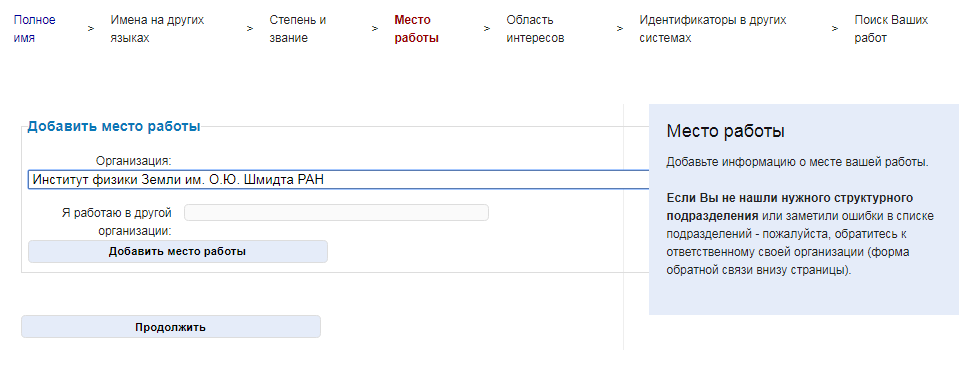 Полное имя > Имена на других языках > Степень и звание > Место работы > Область интересов > Идентификаторы в других системах > Поиск Ваших работ
Добавить место работы
Организация:
Институт физики Земли им. О.Ю. Шмидта РАН
Я работаю в другой
организации:
Добавить место работы
Продолжить
Место работы
Добавьте информацию о месте вашей работы.
Если Вы не нашли нужного структурного
подразделения или заметили ошибки в списке
подразделений - пожалуйста, обратитесь к
ответственному своей организации (форма
обратной связи внизу страницы).